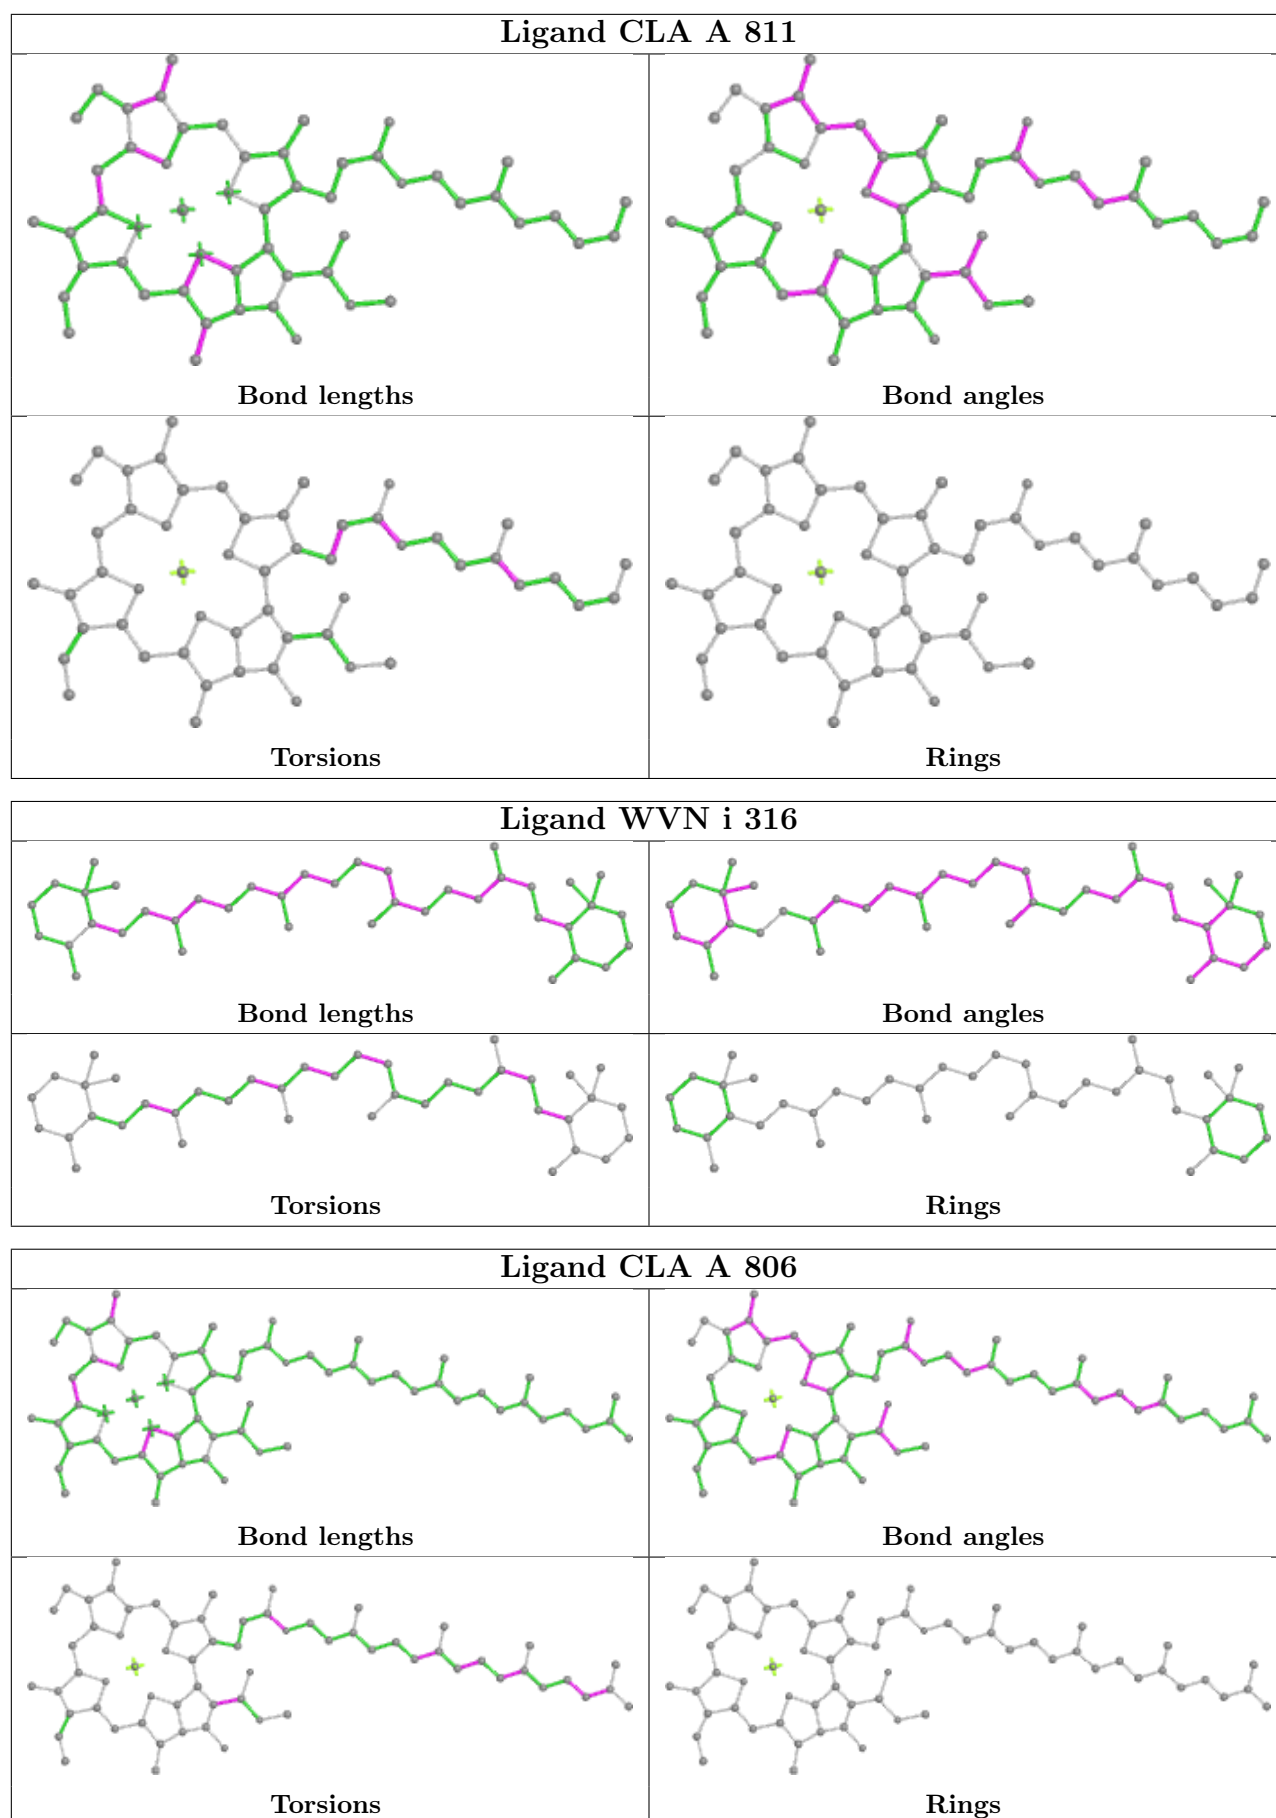 Ligand CLA A 811
Bond lengths
Bond angles
Torsions
Rings
Ligand WVN i 316
Bond lengths
Bond angles
Torsions
Rings
Ligand CLA A 806
Bond lengths
Bond angles
Torsions
Rings